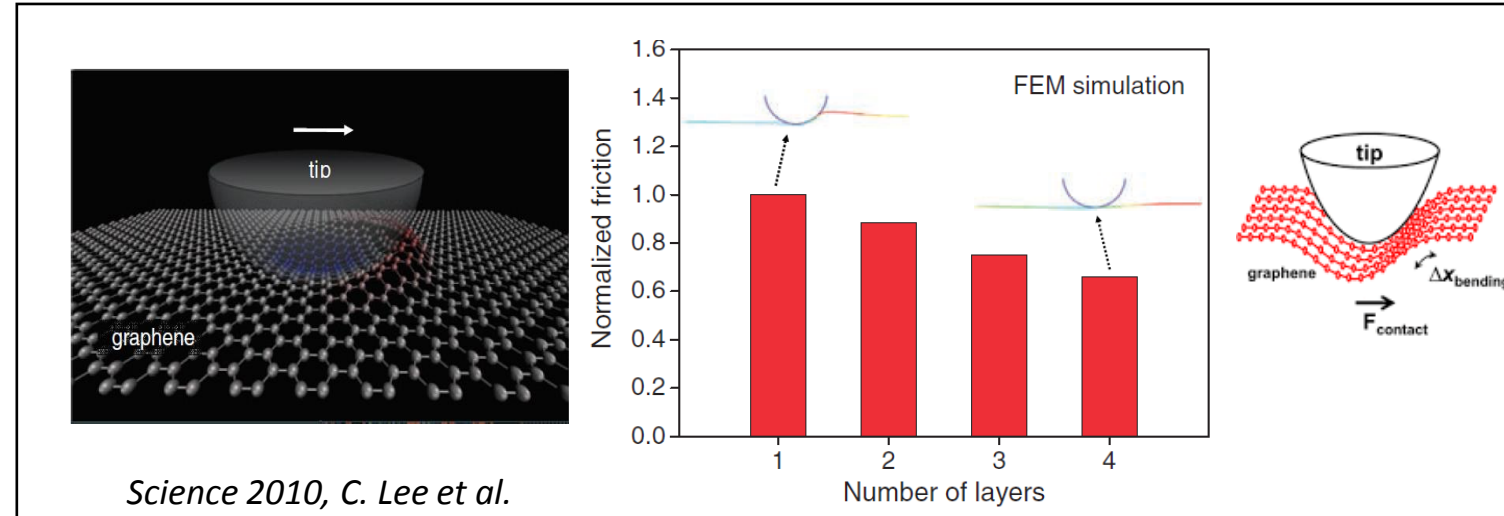 tip
graphene
Science 2010, C. Lee et al.
Normalized friction
1.6
1.4
1.2
1.0
0.8
0.6
0.4
0.2
0.0
FEM simulation
1 2 3 4
Number of layers
tip
graphene
Δx bending
F contact